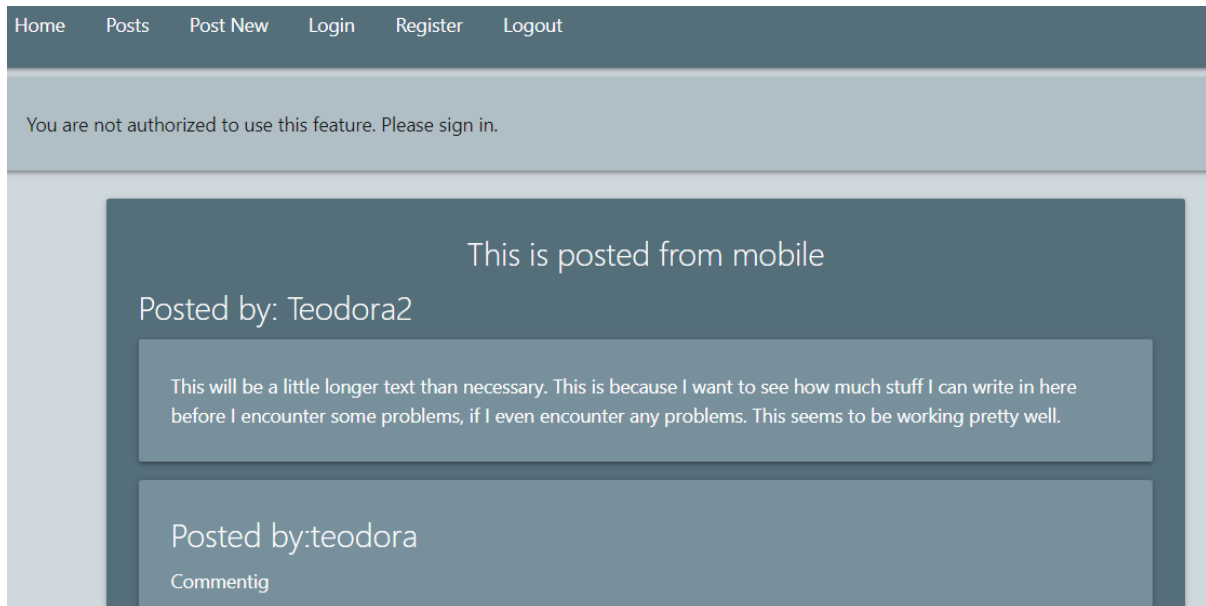 Home Posts Post New Login Register Logout
You are not authorized to use this feature. Please sign in.
This is posted from mobile
Posted by: Teodora2
This will be a little longer text than necessary. This is because I want to see how much stuff I can write in here
before I encounter some problems, if I even encounter any problems. This seems to be working pretty well.
Posted by:teodora
Commentig